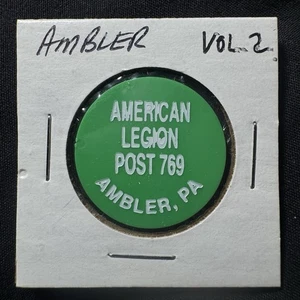 AMBLER VOL. 2
AMERICAN
LEGION
POST 769
AMBLER, PA